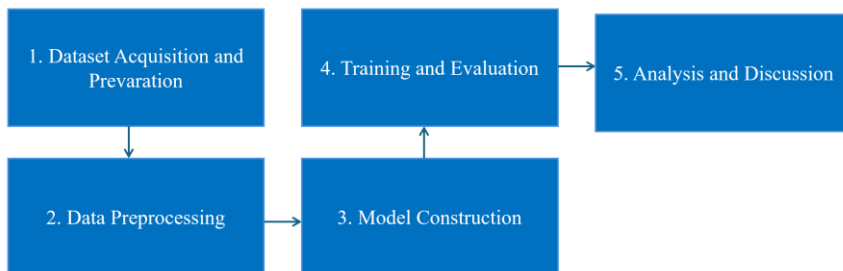 1. Dataset Acquisition and
Prevaration
2. Data Preprocessing
3. Model Construction
4. Training and Evaluation
5. Analysis and Discussion